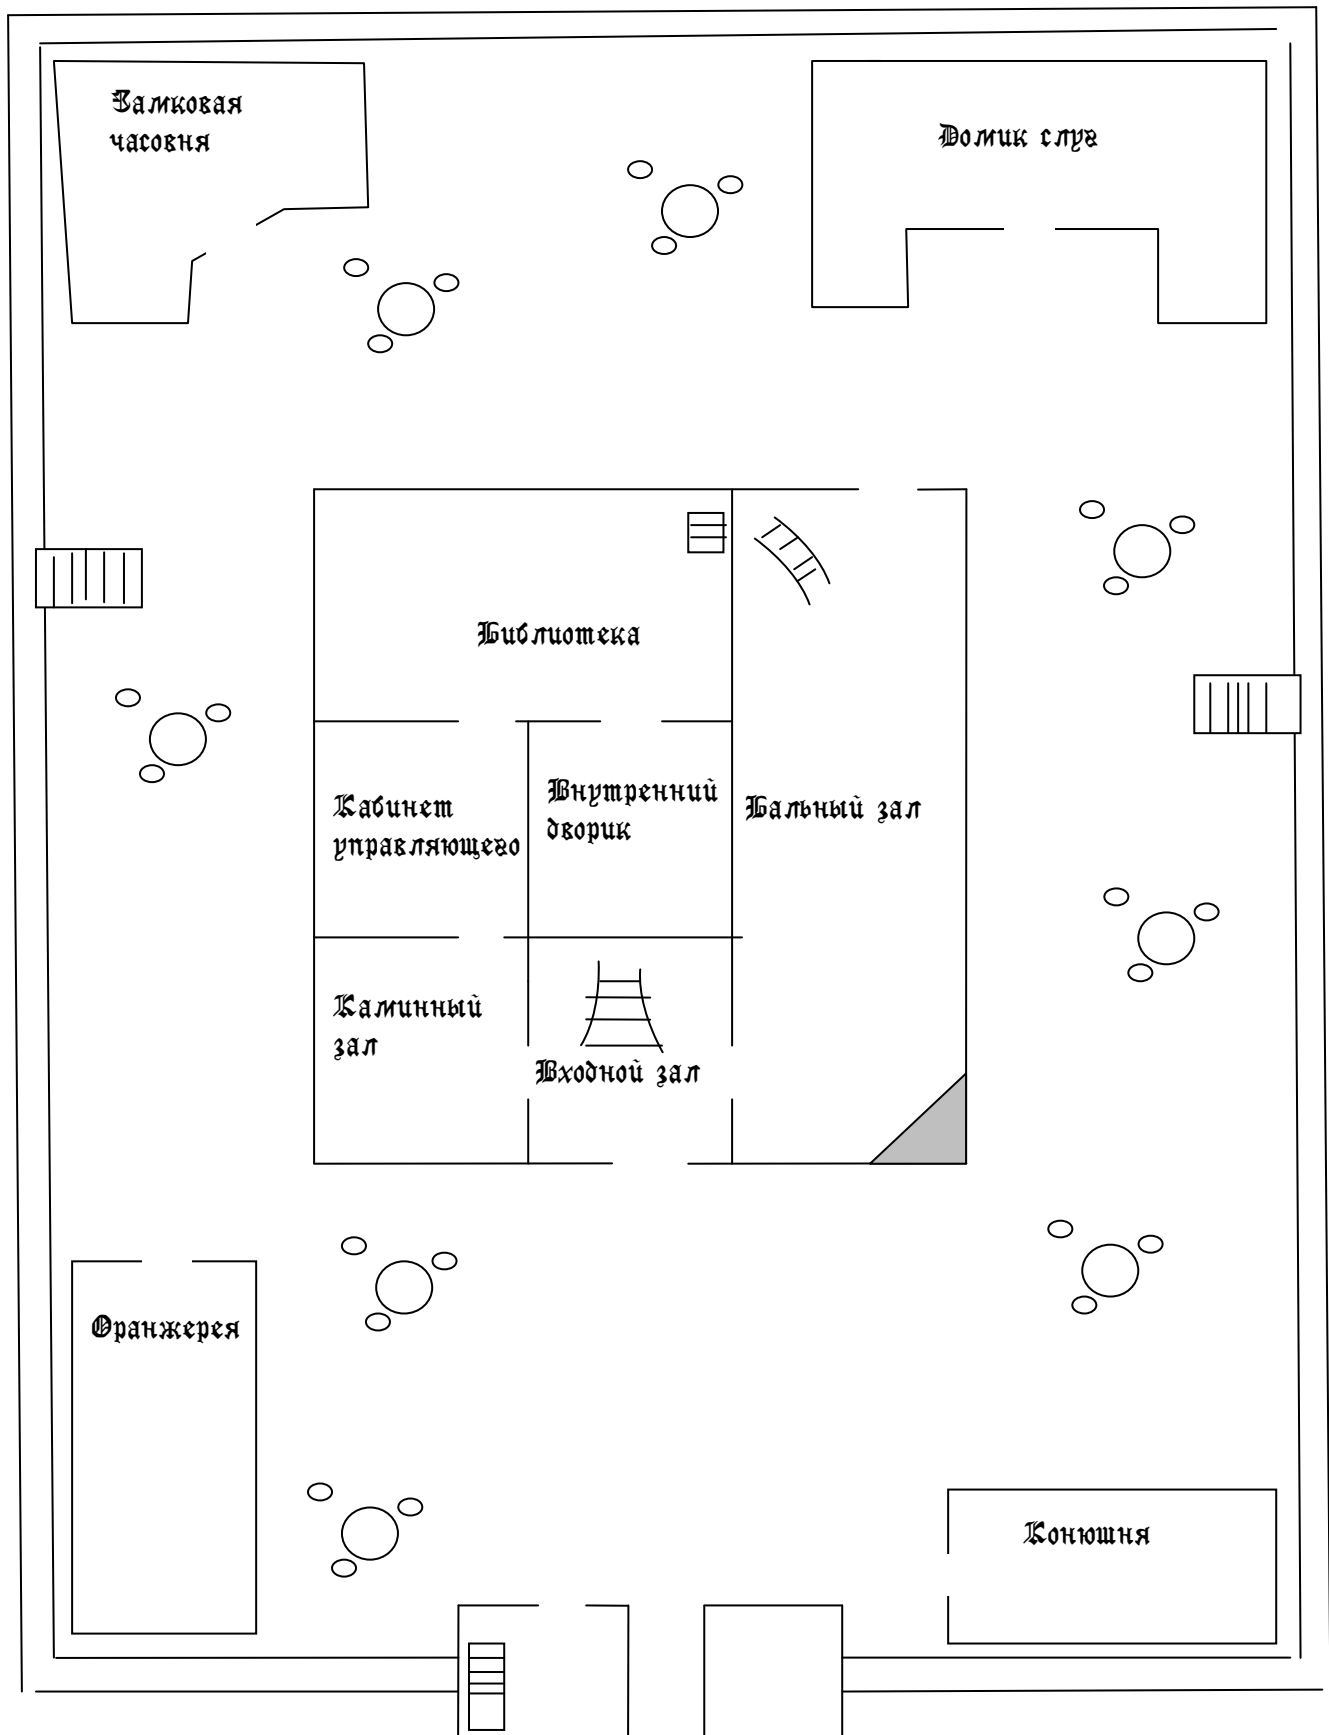 Замковая
часовня
Домик слуг
Библиотека
Кабинет
управляющего
Внутренний
дворик
Бальный зал
Каминный
зал
Входной зал
Оранжерея
Конюшня